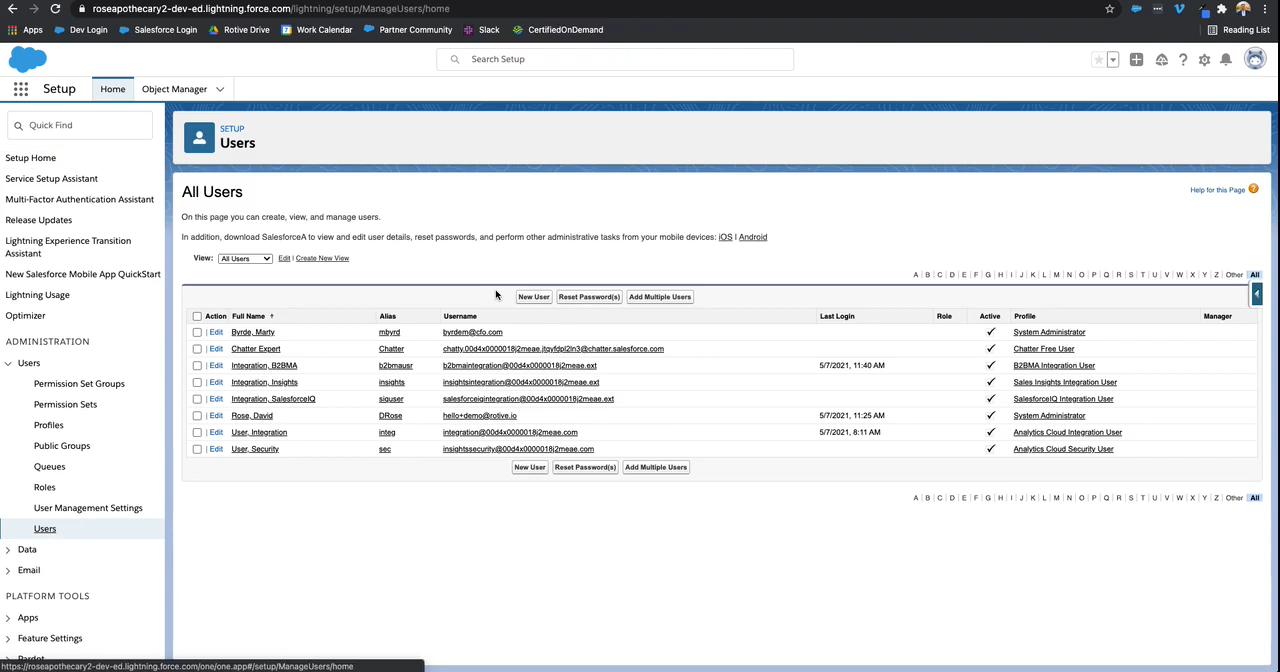 roseapothecary2-dev-ed.lightning.force.com/lightning/setup/ManageUsers/home
Apps Dev Login Salesforce Login Rotive Drive Work Calendar Partner Community Slack CertifiedOnDemand Reading List
Search Setup
Setup Home Object Manager
Quick Find
Setup Home
Service Setup Assistant
Multi-Factor Authentication Assistant
Release Updates
Lightning Experience Transition
Assistant
New Salesforce Mobile App QuickStart
Lightning Usage
Optimizer
ADMINISTRATION
Users
Permission Set Groups
Permission Sets
Profiles
Public Groups
Queues
Roles
User Management Settings
Users
Data
Email
PLATFORM TOOLS
Apps
Feature Settings
Pardot
https://roseapothecary2-dev-ed.lightning.force.com/one/one.app#/setup/ManageUsers/home
SETUP
Users
All Users
Help for this Page ?
On this page you can create, view, and manage users.
In addition, download SalesforceA to view and edit user details, reset passwords, and perform other administrative tasks from your mobile devices: iOS | Android
View: All Users Edit | Create New View
A | B | C | D | E | F | G | H | I | J | K | L | M | N | O | P | Q | R | S | T | U | V | W | X | Y | Z | Other | All
New User Reset Password(s) Add Multiple Users
Action Full Name ↑ Alias Username Last Login Role Active Profile Manager
| Edit Byrde, Marty mbyrd byrdem@cfo.com ✓ System Administrator
| Edit Chatter Expert Chatter chatty.00d4x0000018j2meae.jtqyfdpl2ln3@chatter.salesforce.com ✓ Chatter Free User
| Edit Integration, B2BMA b2bmausr b2bmaintegration@00d4x0000018j2meae.ext 5/7/2021, 11:40 AM ✓ B2BMA Integration User
| Edit Integration, Insights insights insightsintegration@00d4x0000018j2meae.ext ✓ Sales Insights Integration User
| Edit Integration, SalesforceIQ siquser salesforceiqintegration@00d4x0000018j2meae.ext ✓ SalesforceIQ Integration User
| Edit Rose, David DRose hello+demo@rotive.io 5/7/2021, 11:25 AM ✓ System Administrator
| Edit User, Integration integ integration@00d4x0000018j2meae.com 5/7/2021, 8:11 AM ✓ Analytics Cloud Integration User
| Edit User, Security sec insightssecurity@00d4x0000018j2meae.com ✓ Analytics Cloud Security User
New User Reset Password(s) Add Multiple Users
A | B | C | D | E | F | G | H | I | J | K | L | M | N | O | P | Q | R | S | T | U | V | W | X | Y | Z | Other | All